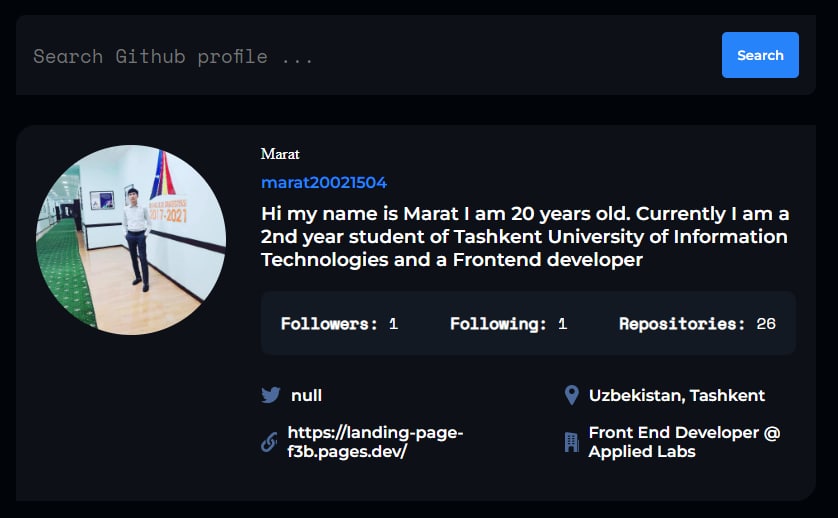 Search Github profile ...
Search
Marat
marat20021504
Hi my name is Marat I am 20 years old. Currently I am a
2nd year student of Tashkent University of Information
Technologies and a Frontend developer
Followers: 1 Following: 1 Repositories: 26
null
Uzbekistan, Tashkent
https://landing-page-
f3b.pages.dev/
Front End Developer @
Applied Labs
2017-2021